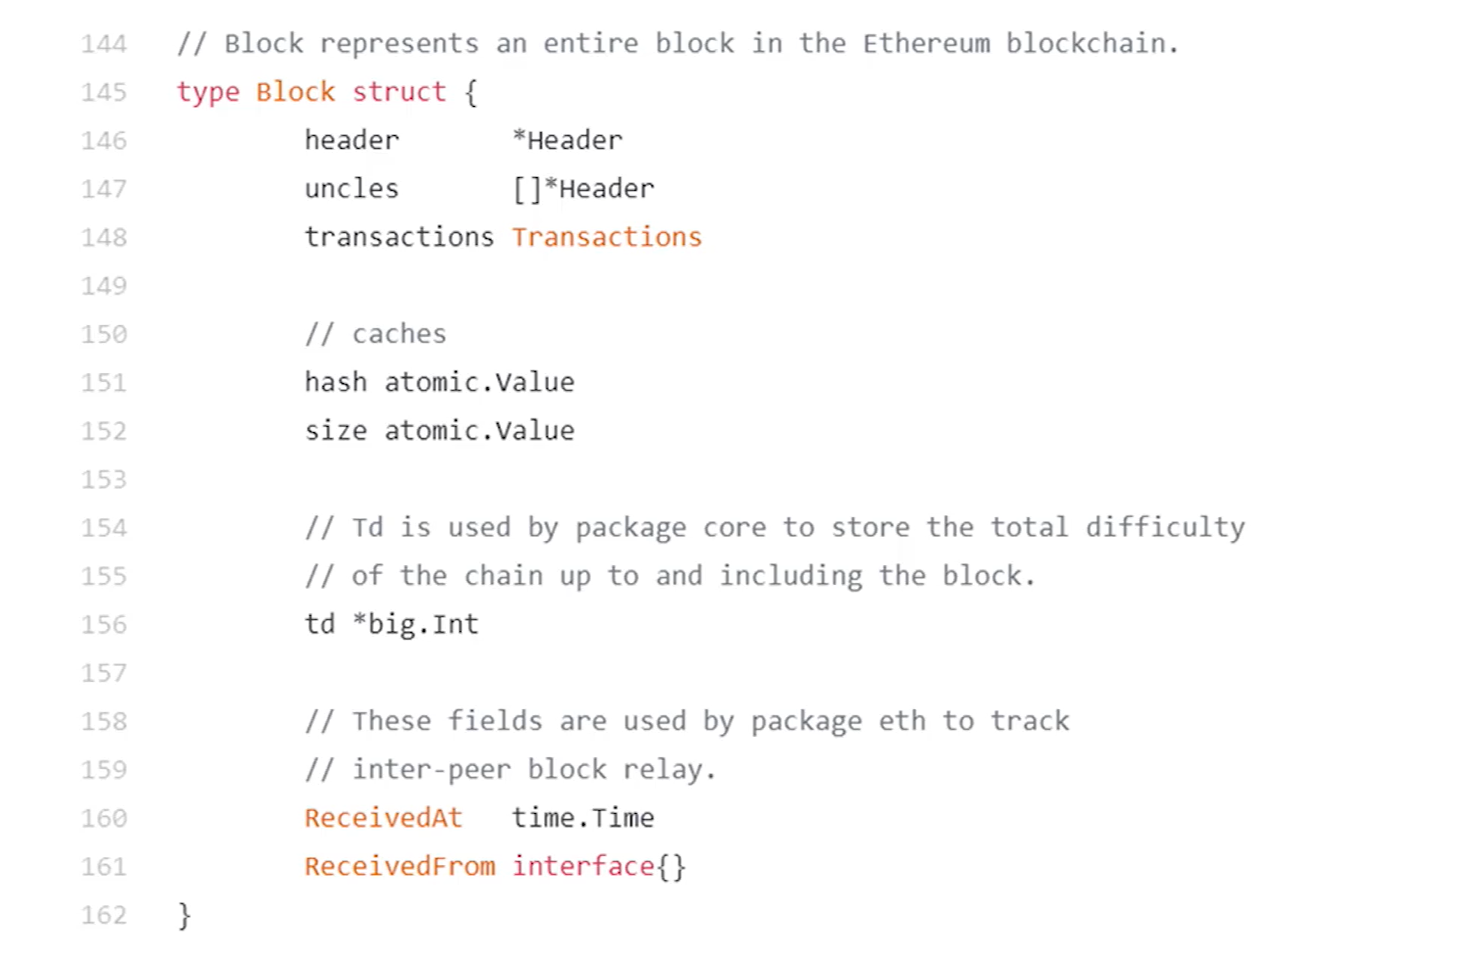 144 // Block represents an entire block in the Ethereum blockchain.
145 type Block struct {
146 header *Header
147 uncles []*Header
148 transactions Transactions
149
150 // caches
151 hash atomic.Value
152 size atomic.Value
153
154 // Td is used by package core to store the total difficulty
155 // of the chain up to and including the block.
156 td *big.Int
157
158 // These fields are used by package eth to track
159 // inter-peer block relay.
160 ReceivedAt time.Time
161 ReceivedFrom interface{}
162 }